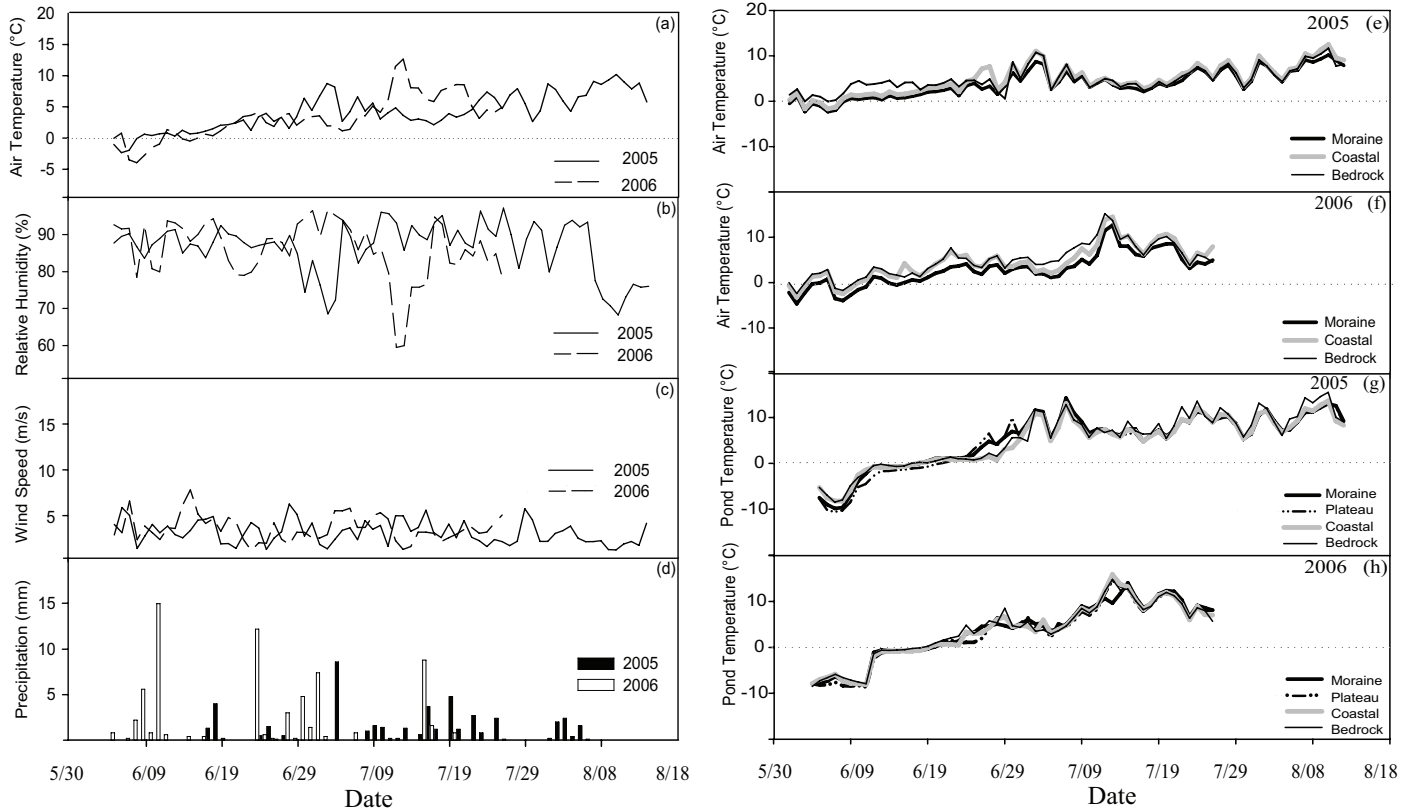 (a)
Air Temperature (°C)
20
15
10
5
0
-5
2005
2006
(b)
Relative Humidity (%)
90
80
70
60
2005
2006
(c)
Wind Speed (m/s)
15
10
5
2005
2006
(d)
Precipitation (mm)
15
10
5
2005
2006
5/30 6/09 6/19 6/29 7/09 7/19 7/29 8/08 8/18
Date
2005 (e)
Air Temperature (°C)
20
10
0
-10
Moraine
Coastal
Bedrock
2006 (f)
Air Temperature (°C)
10
0
-10
Moraine
Coastal
Bedrock
2005 (g)
Pond Temperature (°C)
10
0
-10
Moraine
Plateau
Coastal
Bedrock
2006 (h)
Pond Temperature (°C)
10
0
-10
Moraine
Plateau
Coastal
Bedrock
5/30 6/09 6/19 6/29 7/09 7/19 7/29 8/08 8/18
Date